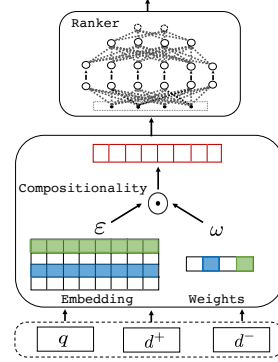 Ranker
Compositionality
ε ω
Embedding Weights
q d⁺ d⁻